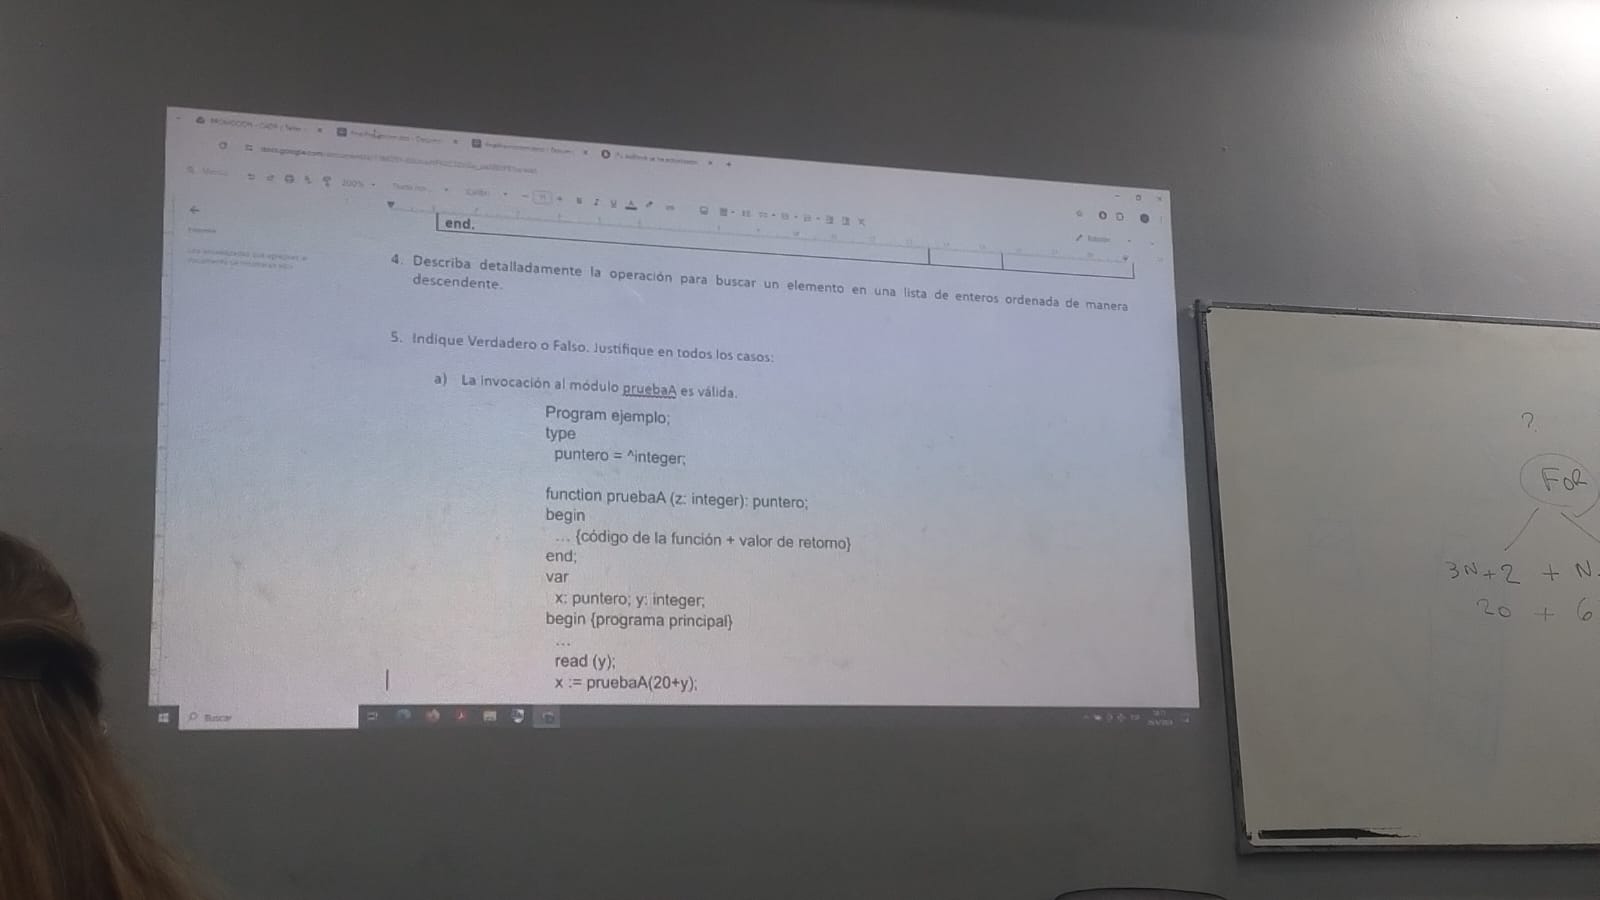 200%
end.
4. Describa detalladamente la operación para buscar un elemento en una lista de enteros ordenada de manera
descendente.
5. Indique Verdadero o Falso. Justifique en todos los casos:
a) La invocación al módulo pruebaA es válida.
Program ejemplo;
type
puntero = ^integer;
function pruebaA (z: integer): puntero;
begin
... {código de la función + valor de retorno}
end;
var
x: puntero; y: integer;
begin {programa principal}
...
read (y);
x := pruebaA(20+y);
Buscar
?
FOR
3N+2 + N
20 + 6